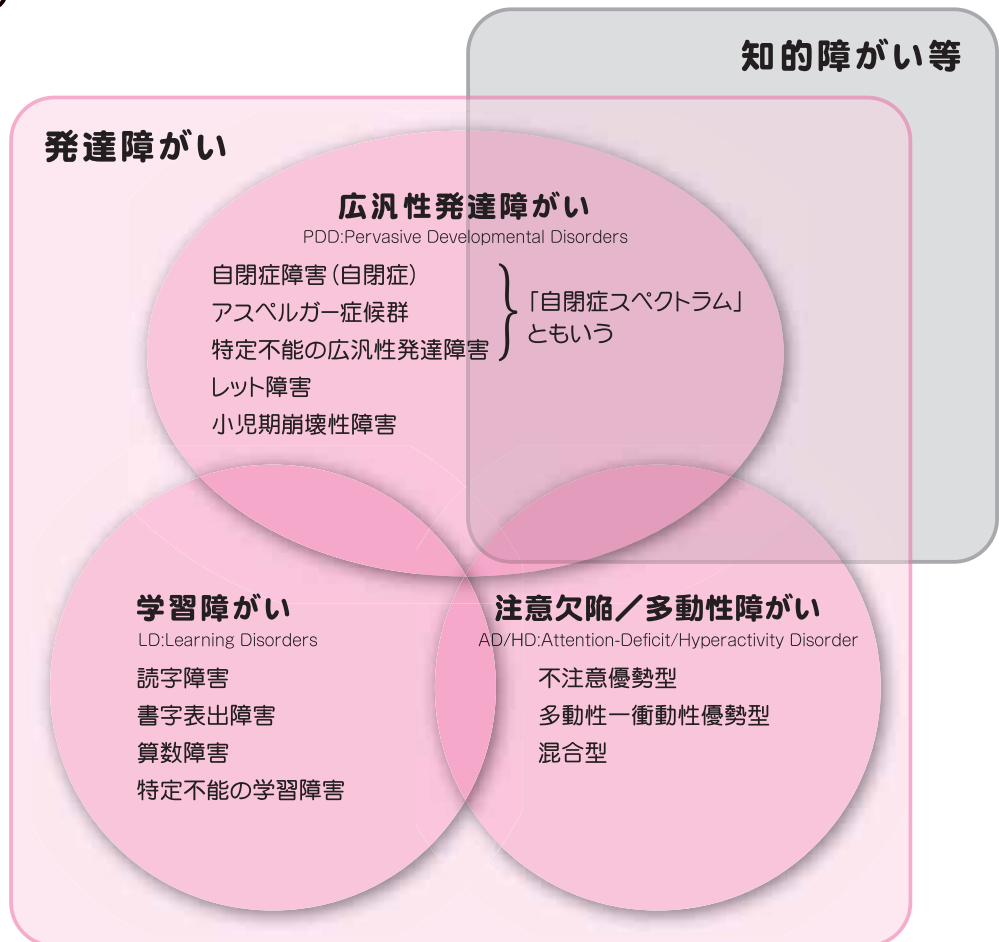 知的障がい等
発達障がい
広汎性発達障がい
PDD:Pervasive Developmental Disorders
自閉症障害（自閉症）
アスペルガー症候群
特定不能の広汎性発達障害
レット障害
小児期崩壊性障害
「自閉症スペクトラム」
ともいう
学習障がい
LD:Learning Disorders
読字障害
書字表出障害
算数障害
特定不能の学習障害
注意欠陥／多動性障がい
AD/HD:Attention-Deficit/Hyperactivity Disorder
不注意優勢型
多動性ー衝動性優勢型
混合型